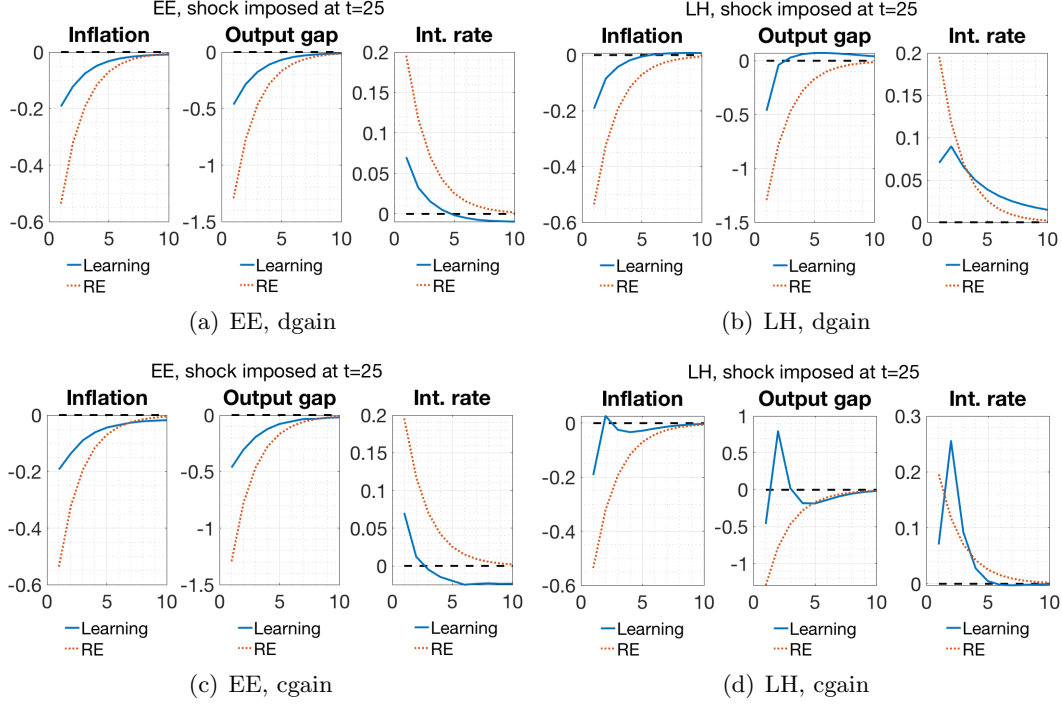 EE, shock imposed at t=25
Inflation
Output gap
Int. rate
0
-0.2
-0.4
-0.6
0
5
10
0
-0.5
-1
-1.5
0
5
10
0.2
0.15
0.1
0.05
0
0
5
10
Learning
RE
Learning
RE
Learning
RE
(a) EE, dgain
LH, shock imposed at t=25
Inflation
Output gap
Int. rate
0
-0.2
-0.4
-0.6
0
5
10
0
-0.5
-1
-1.5
0
5
10
0.2
0.15
0.1
0.05
0
0
5
10
Learning
RE
Learning
RE
Learning
RE
(b) LH, dgain
EE, shock imposed at t=25
Inflation
Output gap
Int. rate
0
-0.2
-0.4
-0.6
0
5
10
0
-0.5
-1
-1.5
0
5
10
0.2
0.15
0.1
0.05
0
0
5
10
Learning
RE
Learning
RE
Learning
RE
(c) EE, cgain
LH, shock imposed at t=25
Inflation
Output gap
Int. rate
0
-0.2
-0.4
-0.6
0
5
10
1
0.5
0
-0.5
-1
0
5
10
0.3
0.2
0.1
0
0
5
10
Learning
RE
Learning
RE
Learning
RE
(d) LH, cgain